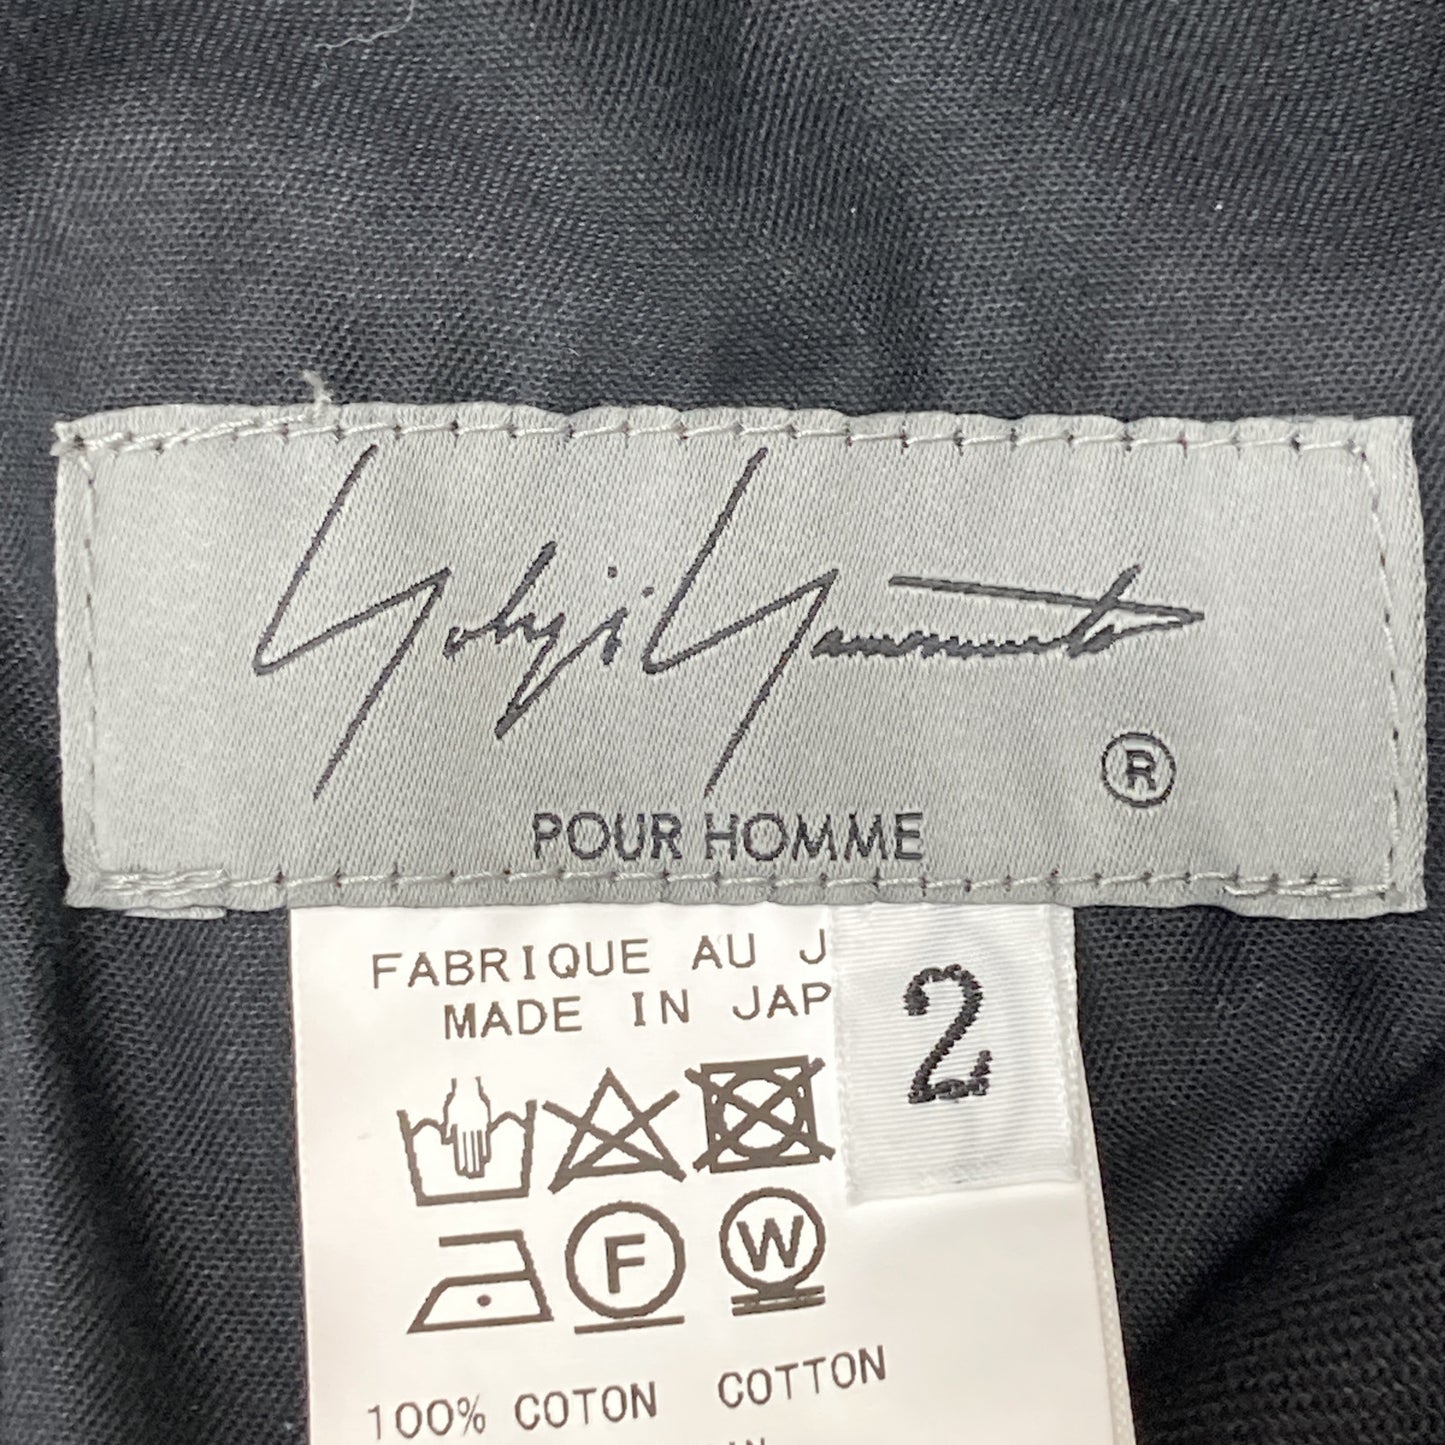 Yohji Yamamoto
®
POUR HOMME
FABRIQUE AU J
MADE IN JAP
2
F
W
100% COTON COTTON